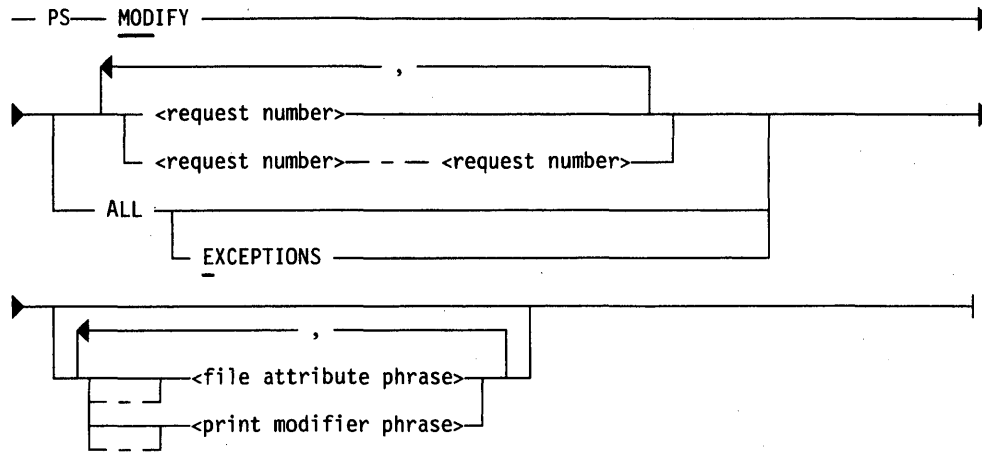 PS MODIFY
,
<request number>
<request number> - <request number>
ALL
EXCEPTIONS
,
- <file attribute phrase>
- <print modifier phrase>